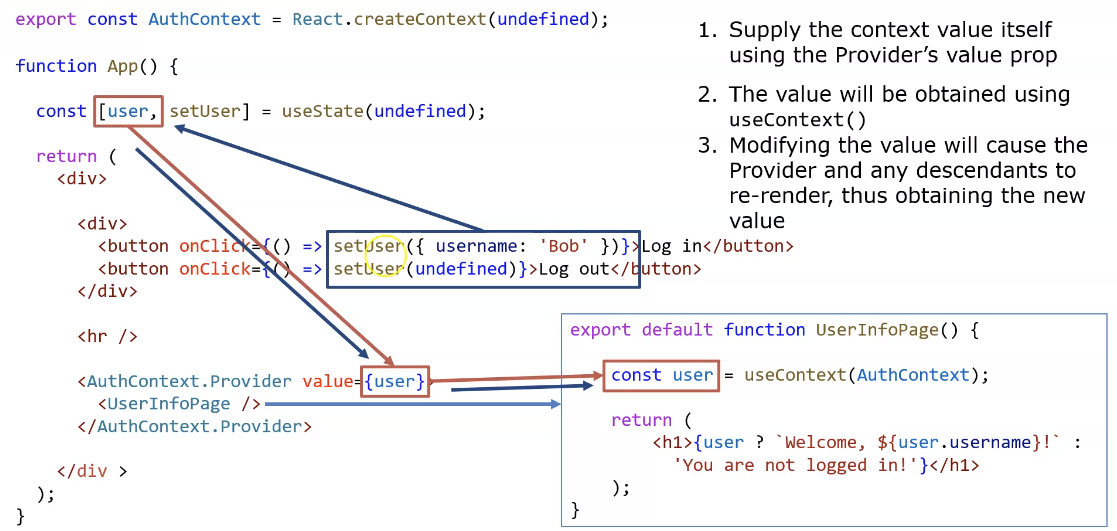 export const AuthContext = React.createContext(undefined);
function App() {
const [user, setUser] = useState(undefined);
return (
<div>
<div>
<button onClick={() => setUser({ username: 'Bob' })}>Log in</button>
<button onClick={() => setUser(undefined)}>Log out</button>
</div>
<hr />
<AuthContext.Provider value={user}>
<UserInfoPage />
</AuthContext.Provider>
</div >
);
}
1. Supply the context value itself
using the Provider’s value prop
2. The value will be obtained using
useContext()
3. Modifying the value will cause the
Provider and any descendants to
re-render, thus obtaining the new
value
export default function UserInfoPage() {
const user = useContext(AuthContext);
return (
<h1>{user ? `Welcome, ${user.username}!` :
'You are not logged in!'}</h1>
);
}